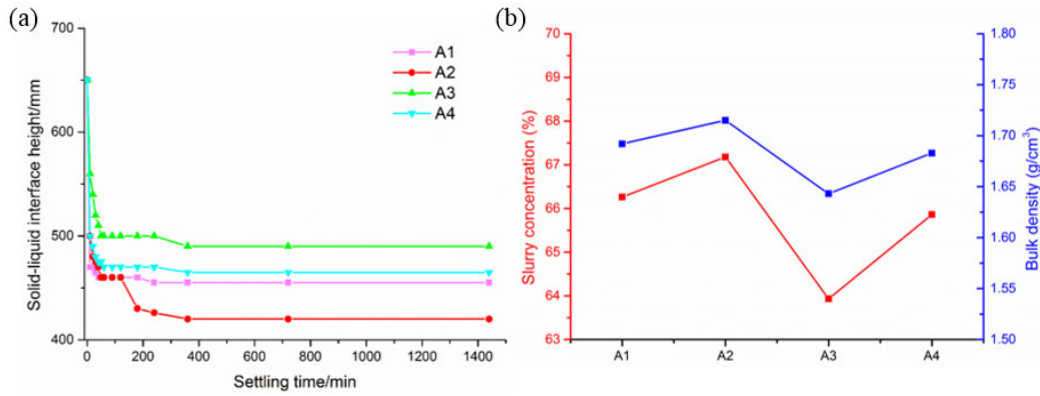 (a)
Solid-liquid interface height/mm
700
600
500
400
0
200
400
600
800
1000
1200
1400
Settling time/min
A1
A2
A3
A4
(b)
Slurry concentration (%)
70
69
68
67
66
65
64
63
A1
A2
A3
A4
1.80
1.75
1.70
1.65
1.60
1.55
1.50
Bulk density (g/cm³)